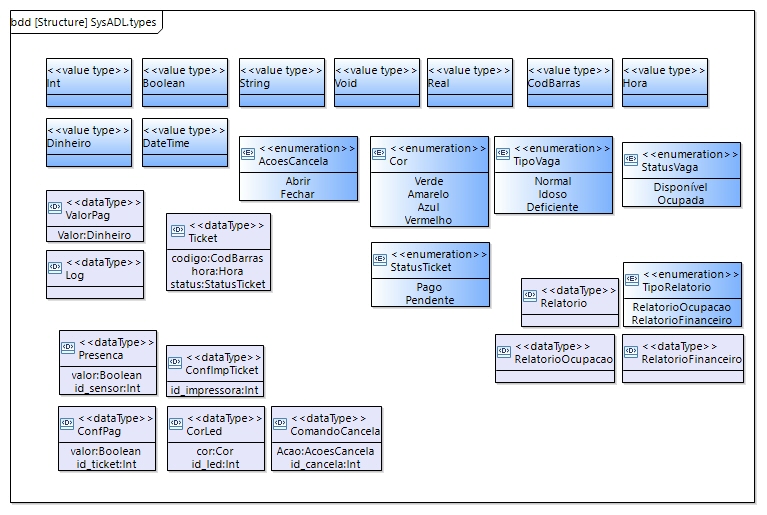 bdd [Structure] SysADL.types
<<value type>>
Int
<<value type>>
Boolean
<<value type>>
String
<<value type>>
Void
<<value type>>
Real
<<value type>>
CodBarras
<<value type>>
Hora
<<value type>>
Dinheiro
<<value type>>
DateTime
<<enumeration>>
AcoesCancela
Abrir
Fechar
<<enumeration>>
Cor
Verde
Amarelo
Azul
Vermelho
<<enumeration>>
TipoVaga
Normal
Idoso
Deficiente
<<enumeration>>
StatusVaga
Disponível
Ocupada
<<dataType>>
ValorPag
Valor:Dinheiro
<<dataType>>
Ticket
codigo:CodBarras
hora:Hora
status:StatusTicket
<<dataType>>
Log
<<enumeration>>
StatusTicket
Pago
Pendente
<<dataType>>
Relatorio
<<enumeration>>
TipoRelatorio
RelatorioOcupacao
RelatorioFinanceiro
<<dataType>>
RelatorioOcupacao
<<dataType>>
RelatorioFinanceiro
<<dataType>>
Presenca
valor:Boolean
id_sensor:Int
<<dataType>>
ConfImpTicket
id_impressora:Int
<<dataType>>
ConfPag
valor:Boolean
id_ticket:Int
<<dataType>>
CorLed
cor:Cor
id_led:Int
<<dataType>>
ComandoCancela
Acao:AcoesCancela
id_cancela:Int